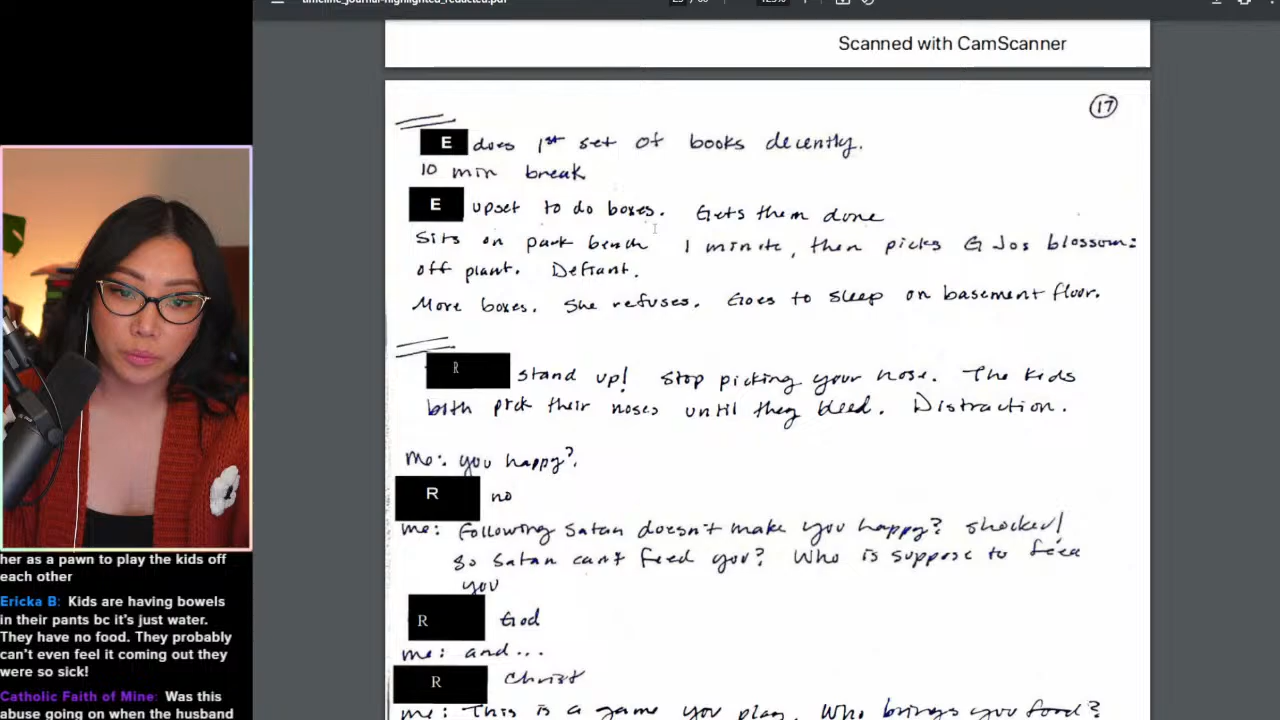 timeline_journal-highlighted_redacted.pdf
Scanned with CamScanner
17
E does 1st set of books decently.
10 min break
E upset to do boxes. Gets them done
Sits on park bench 1 minute, then picks G Jos blossoms
off plant. Defiant.
More boxes. She refuses. Goes to sleep on basement floor.
R stand up! Stop picking your nose. The kids
both pick their noses until they bleed. Distraction.
me: you happy?
R no
me: Following Satan doesn't make you happy? Shocker!
So Satan can't feed you? Who is suppose to feed
you
R God
me: and...
R Christ
me: This is a game you play. Who brings you food?
her as a pawn to play the kids off
each other
Ericka B: Kids are having bowels
in their pants bc it's just water.
They have no food. They probably
can't even feel it coming out they
were so sick!
Catholic Faith of Mine: Was this
abuse going on when the husband